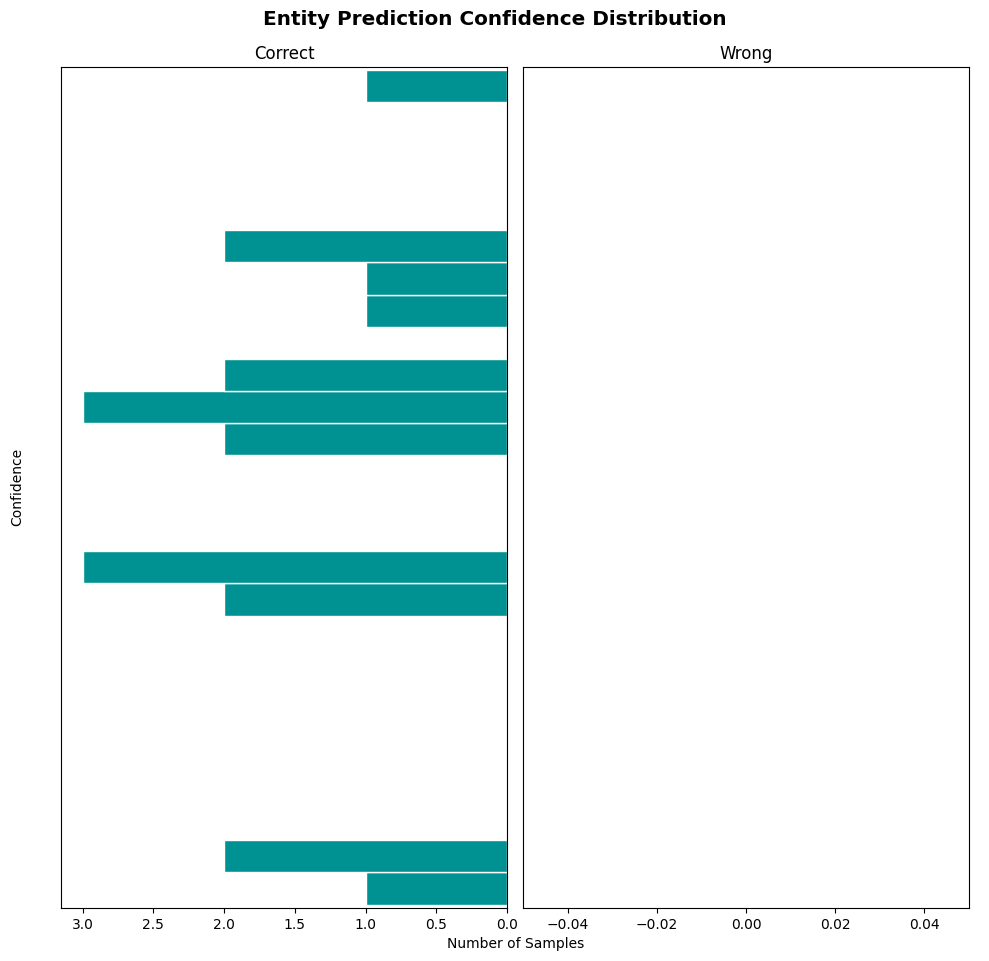 Entity Prediction Confidence Distribution
Correct
Wrong
Confidence
3.0 2.5 2.0 1.5 1.0 0.5 0.0
−0.04 −0.02 0.00 0.02 0.04
Number of Samples